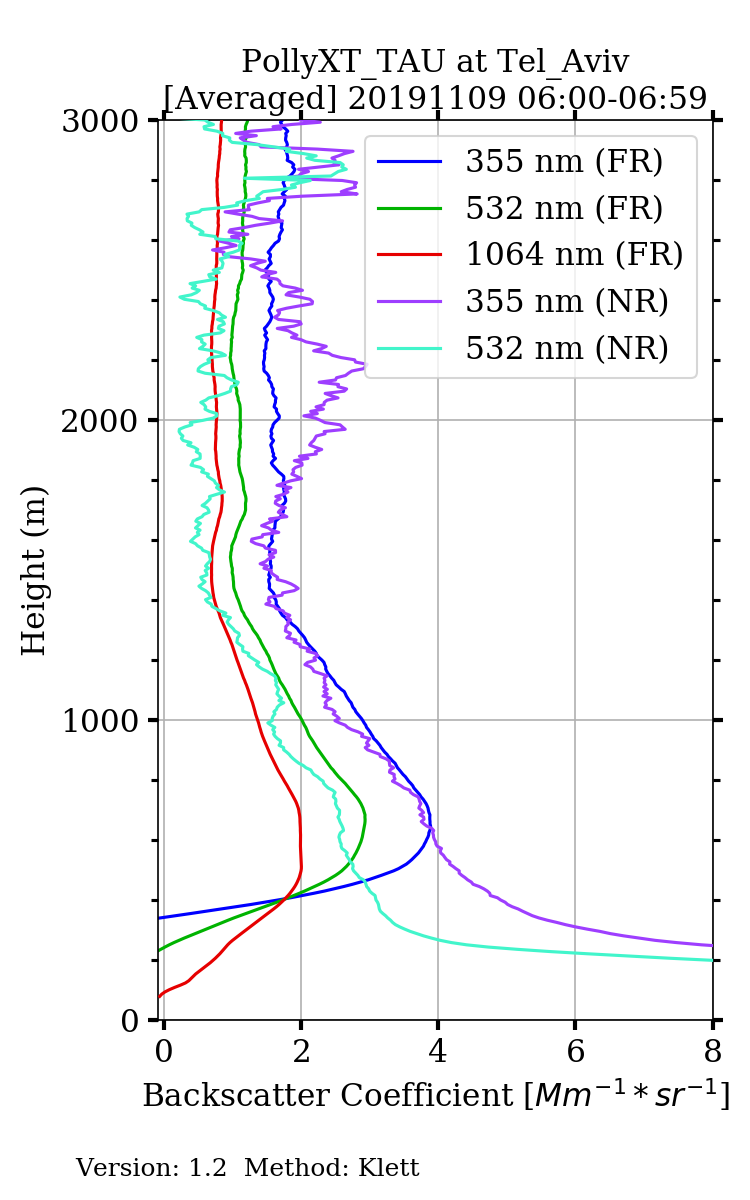 PollyXT_TAU at Tel_Aviv
[Averaged] 20191109 06:00-06:59
3000
2000
1000
0
Height (m)
355 nm (FR)
532 nm (FR)
1064 nm (FR)
355 nm (NR)
532 nm (NR)
0 2 4 6 8
Backscatter Coefficient [Mm⁻¹ * sr⁻¹]
Version: 1.2 Method: Klett